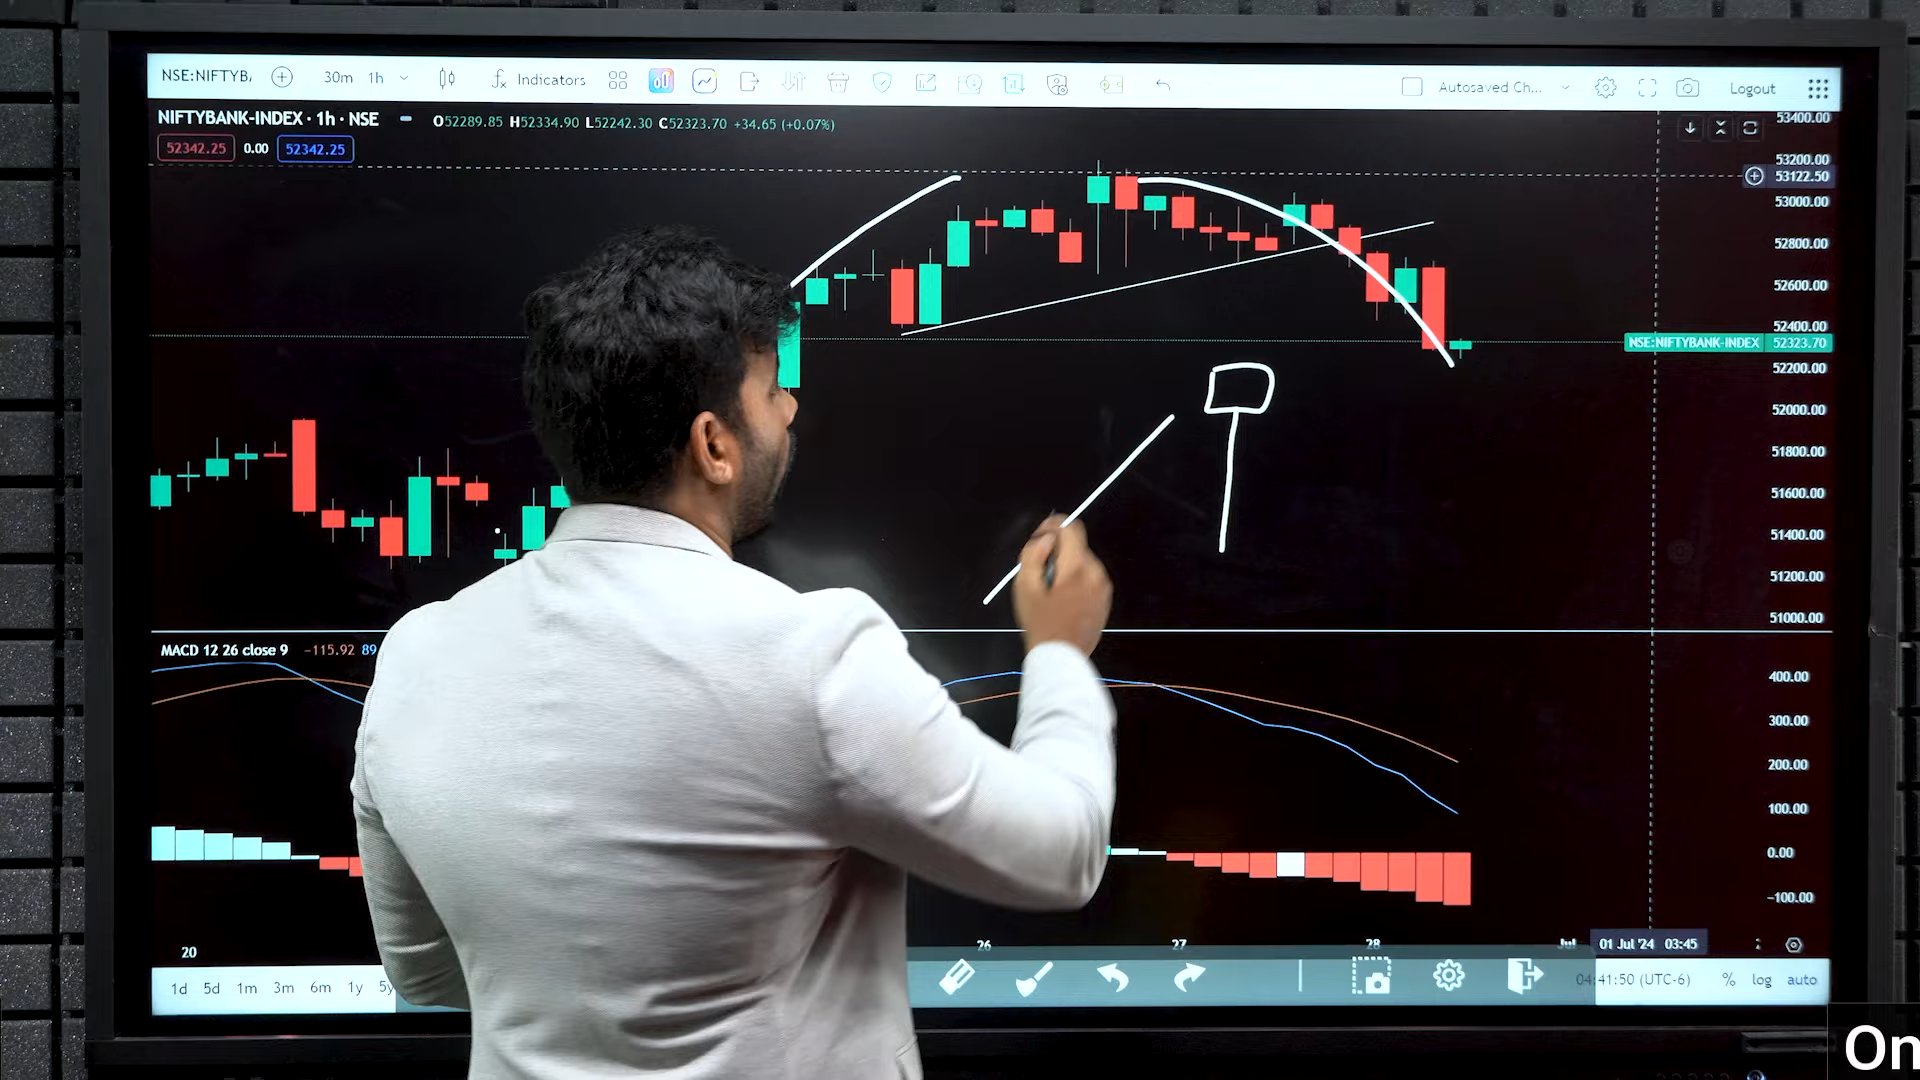 NSE:NIFTYB
30m 1h Indicators Autosaved Ch... Logout
NIFTYBANK-INDEX · 1h · NSE O52289.85 H52334.90 L52242.30 C52323.70 +34.65 (+0.07%)
52342.25 0.00 52342.25
53400.00
53200.00
53122.50
53000.00
52800.00
52600.00
52400.00
NSE:NIFTYBANK-INDEX 52323.70
52200.00
52000.00
51800.00
51600.00
51400.00
51200.00
51000.00
MACD 12 26 close 9 −115.92 89
400.00
300.00
200.00
100.00
0.00
−100.00
20 26 27 28 Jul 01 Jul '24 03:45
1d 5d 1m 3m 6m 1y 5y
04:41:50 (UTC-6) % log auto
On